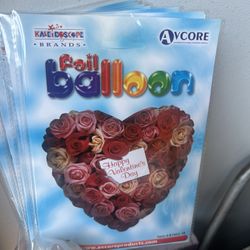 KALEIDOSCOPE
BRANDS
AVCORE
foil
balloon
Happy
Valentine's
Day
www.avcoreproducts.com